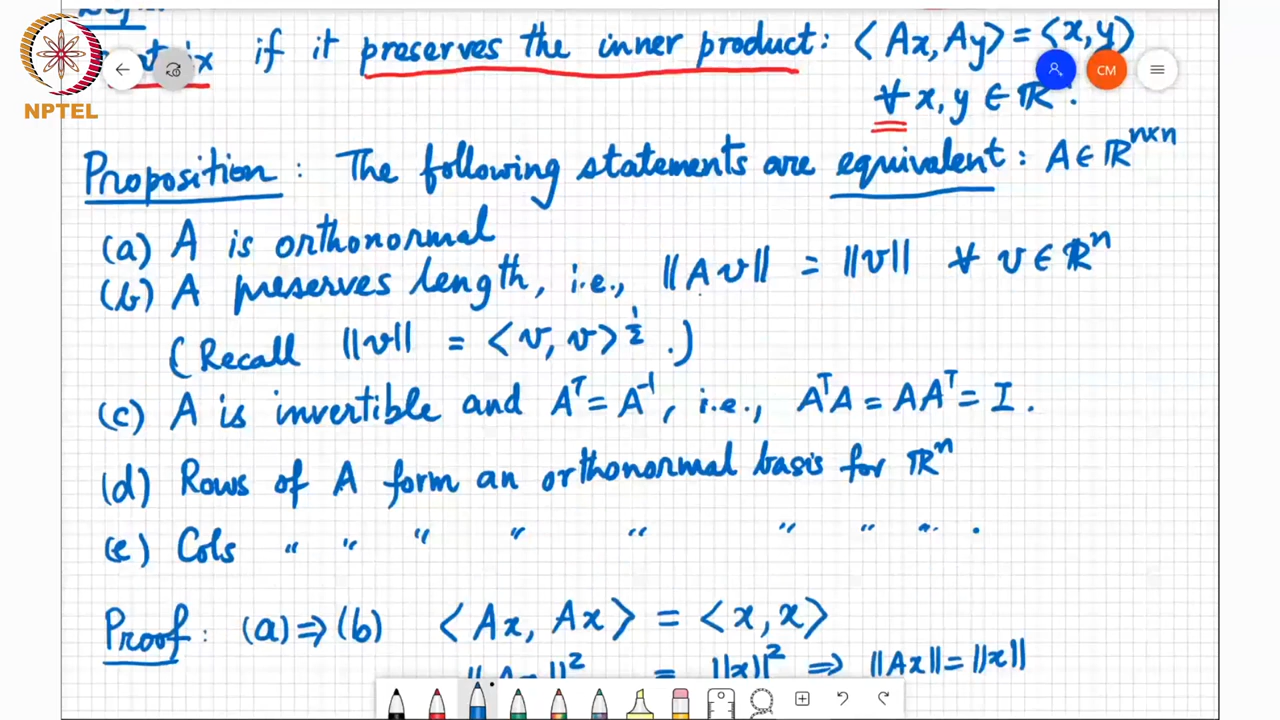 NPTEL
if it preserves the inner product: ⟨Ax, Ay⟩ = ⟨x, y⟩
∀ x, y ∈ ℝ
CM
Proposition: The following statements are equivalent: A ∈ ℝⁿˣⁿ
(a) A is orthonormal
(b) A preserves length, i.e., ||Av|| = ||v|| ∀ v ∈ ℝⁿ
(Recall ||v|| = ⟨v, v⟩^½.)
(c) A is invertible and Aᵀ = A⁻¹, i.e., AᵀA = AAᵀ = I.
(d) Rows of A form an orthonormal basis for ℝⁿ
(e) Cols " " " " " " " " .
Proof: (a) ⇒ (b) ⟨Ax, Ax⟩ = ⟨x, x⟩
||Ax||² = ||x||² ⇒ ||Ax|| = ||x||